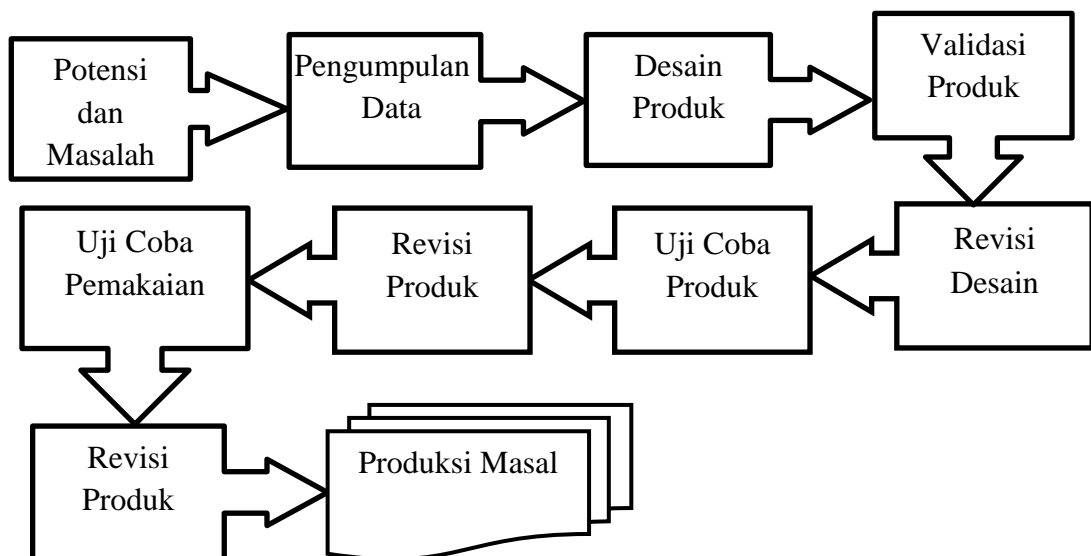 Potensi
dan
Masalah
Pengumpulan
Data
Desain
Produk
Validasi
Produk
Revisi
Desain
Uji Coba
Produk
Revisi
Produk
Uji Coba
Pemakaian
Revisi
Produk
Produksi Masal